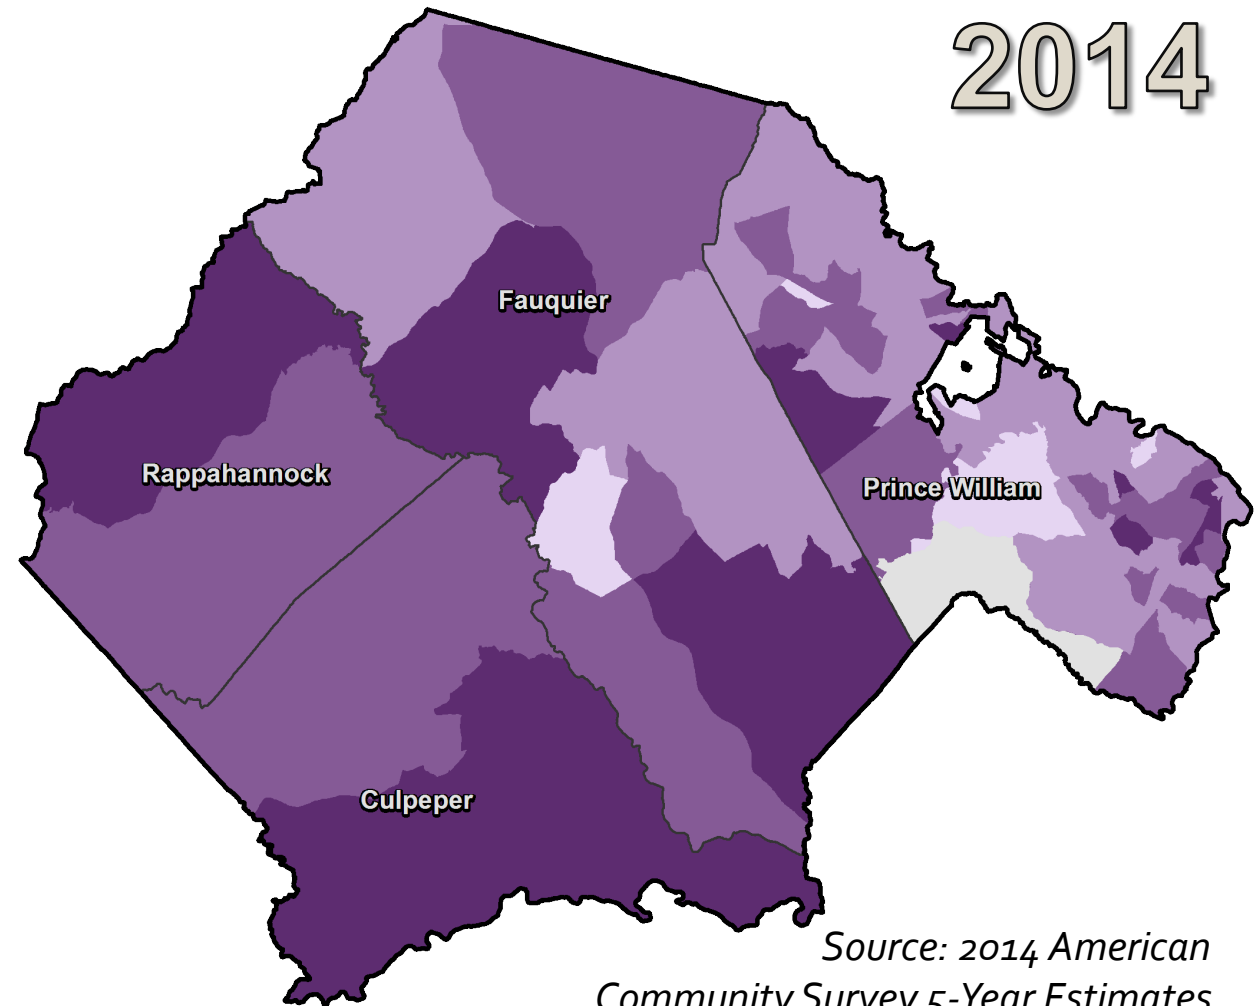 2014
Fauquier
Rappahannock
Prince William
Culpeper
Source: 2014 American
Community Survey 5-Year Estimates